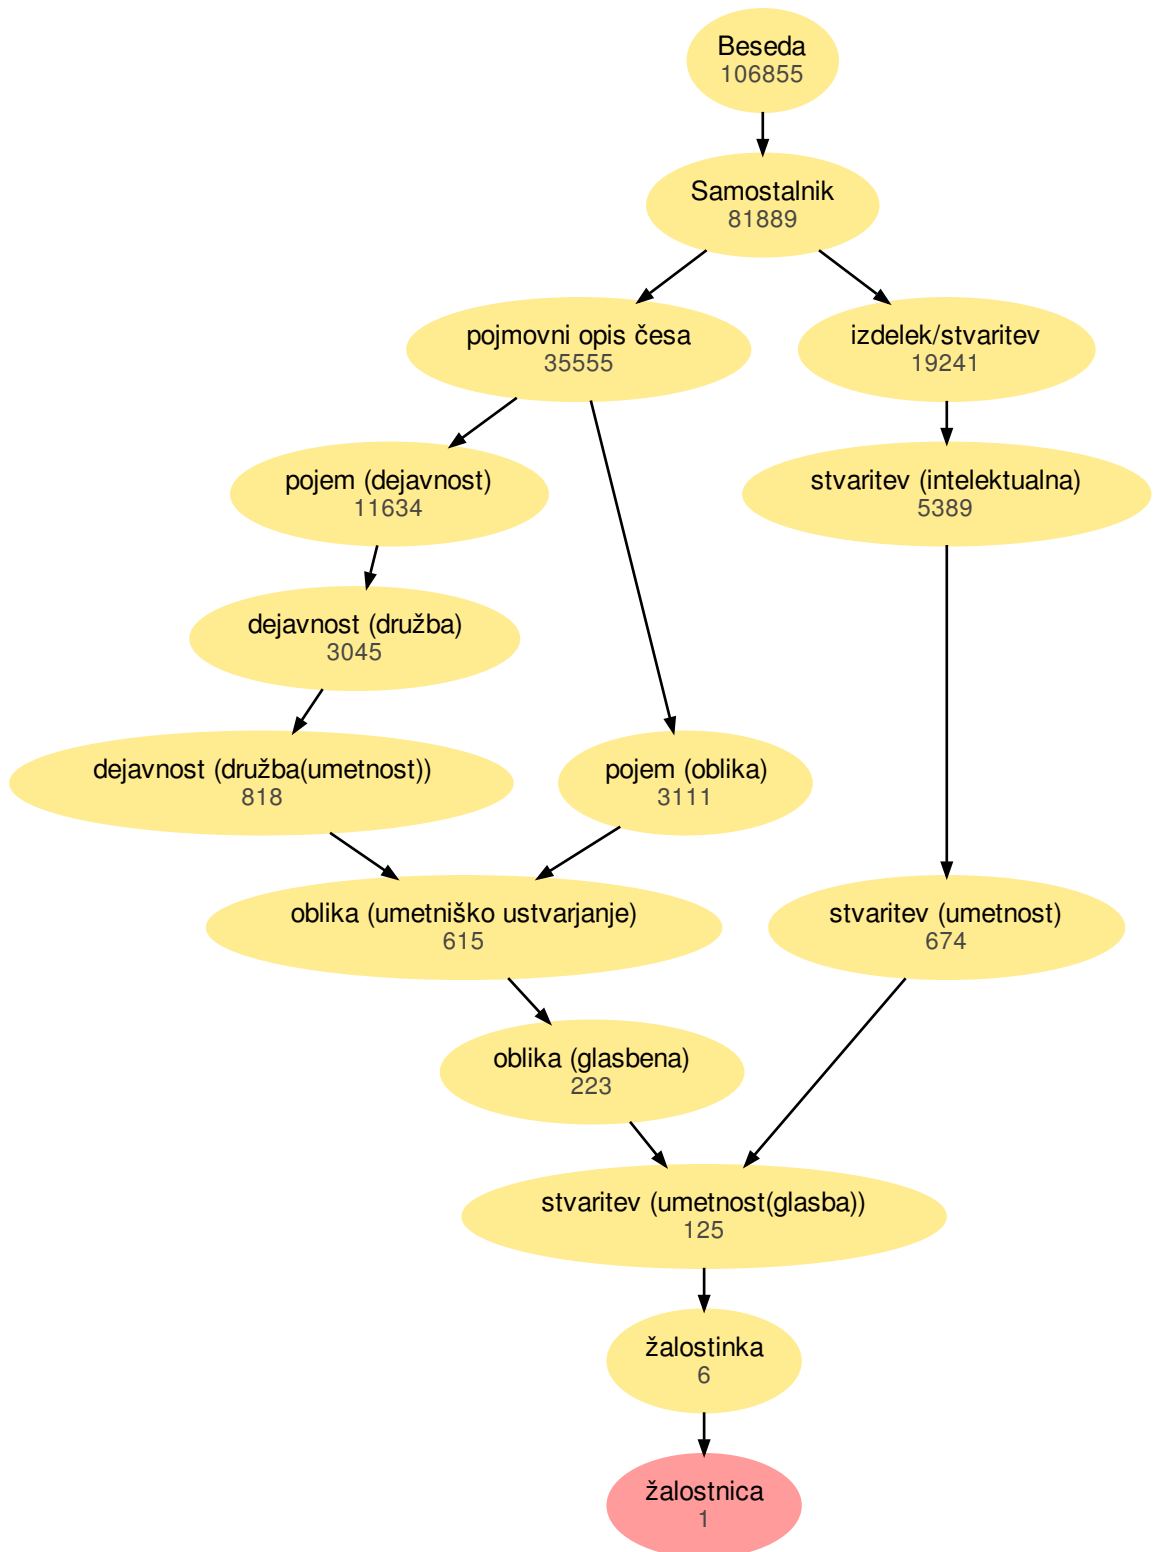 Beseda
106855
Samostalnik
81889
pojmovni opis česa
35555
izdelek/stvaritev
19241
pojem (dejavnost)
11634
stvaritev (intelektualna)
5389
dejavnost (družba)
3045
dejavnost (družba(umetnost))
818
pojem (oblika)
3111
oblika (umetniško ustvarjanje)
615
stvaritev (umetnost)
674
oblika (glasbena)
223
stvaritev (umetnost(glasba))
125
žalostinka
6
žalostnica
1